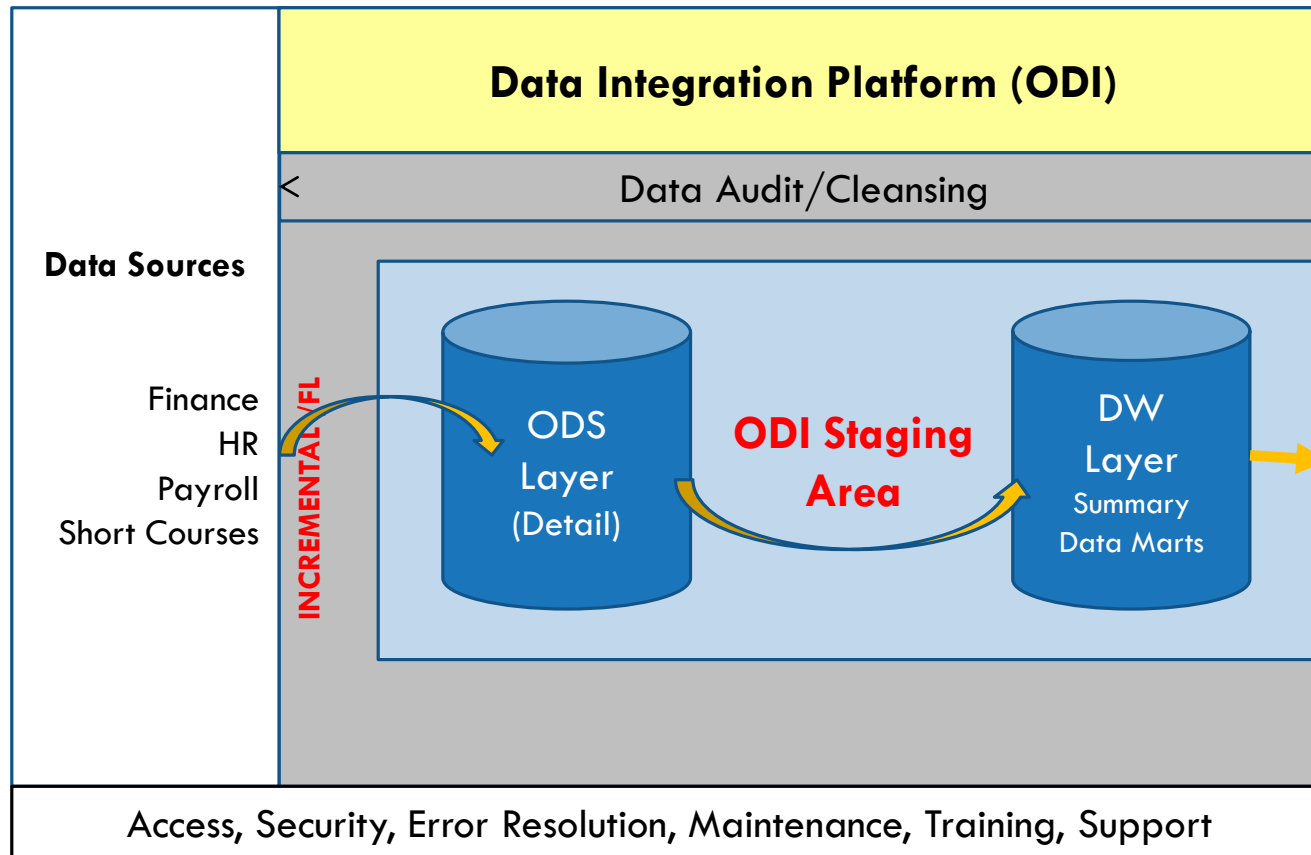 Data Integration Platform (ODI)
<
Data Audit/Cleansing
Data Sources
Finance
HR
Payroll
Short Courses
INCREMENTAL /FL
ODS
Layer
(Detail)
ODI Staging
Area
DW
Layer
Summary
Data Marts
Access, Security, Error Resolution, Maintenance, Training, Support